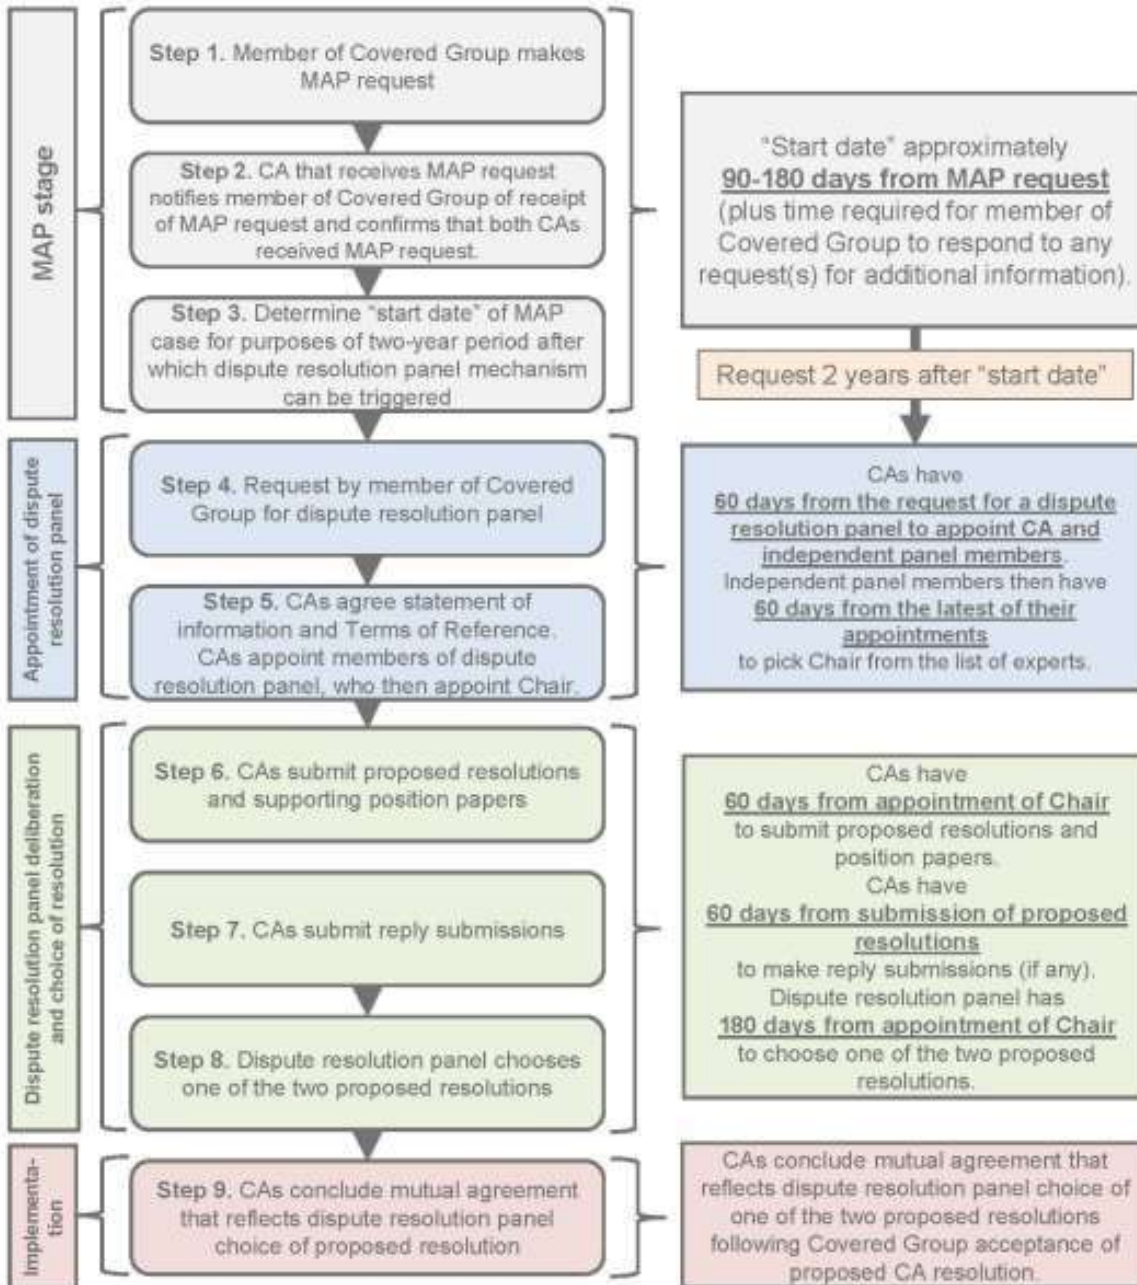 MAP stage
Step 1. Member of Covered Group makes
MAP request
Step 2. CA that receives MAP request
notifies member of Covered Group of receipt
of MAP request and confirms that both CAs
received MAP request.
Step 3. Determine “start date” of MAP
case for purposes of two-year period after
which dispute resolution panel mechanism
can be triggered
“Start date” approximately
90-180 days from MAP request
(plus time required for member of
Covered Group to respond to any
request(s) for additional information).
Request 2 years after “start date”
Appointment of dispute
resolution panel
Step 4. Request by member of Covered
Group for dispute resolution panel
Step 5. CAs agree statement of
information and Terms of Reference.
CAs appoint members of dispute
resolution panel, who then appoint Chair.
CAs have
60 days from the request for a dispute
resolution panel to appoint CA and
independent panel members.
Independent panel members then have
60 days from the latest of their
appointments
to pick Chair from the list of experts.
Dispute resolution panel deliberation
and choice of resolution
Step 6. CAs submit proposed resolutions
and supporting position papers
Step 7. CAs submit reply submissions
Step 8. Dispute resolution panel chooses
one of the two proposed resolutions
CAs have
60 days from appointment of Chair
to submit proposed resolutions and
position papers.
CAs have
60 days from submission of proposed
resolutions
to make reply submissions (if any).
Dispute resolution panel has
180 days from appointment of Chair
to choose one of the two proposed
resolutions.
Implementa-
tion
Step 9. CAs conclude mutual agreement
that reflects dispute resolution panel
choice of proposed resolution
CAs conclude mutual agreement that
reflects dispute resolution panel choice of
one of the two proposed resolutions
following Covered Group acceptance of
proposed CA resolution.